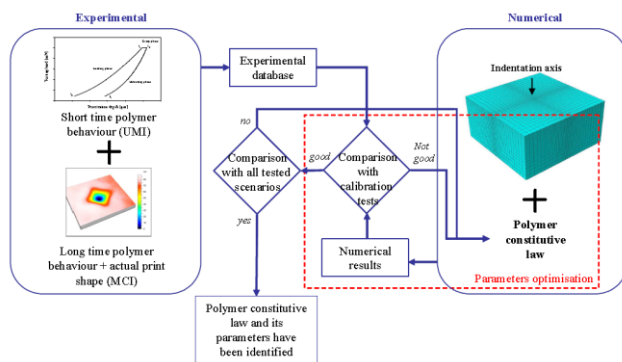 Experimental
Numerical
Short time polymer
behaviour (UMI)
Long time polymer
behaviour + actual print
shape (MCI)
Experimental
database
no
Comparison
with all tested
scenarios
good
yes
Comparison
with
calibration
tests
Not
good
Numerical
results
Polymer constitutive
law and its
parameters have
been identified
Indentation axis
Polymer
constitutive
law
Parameters optimisation